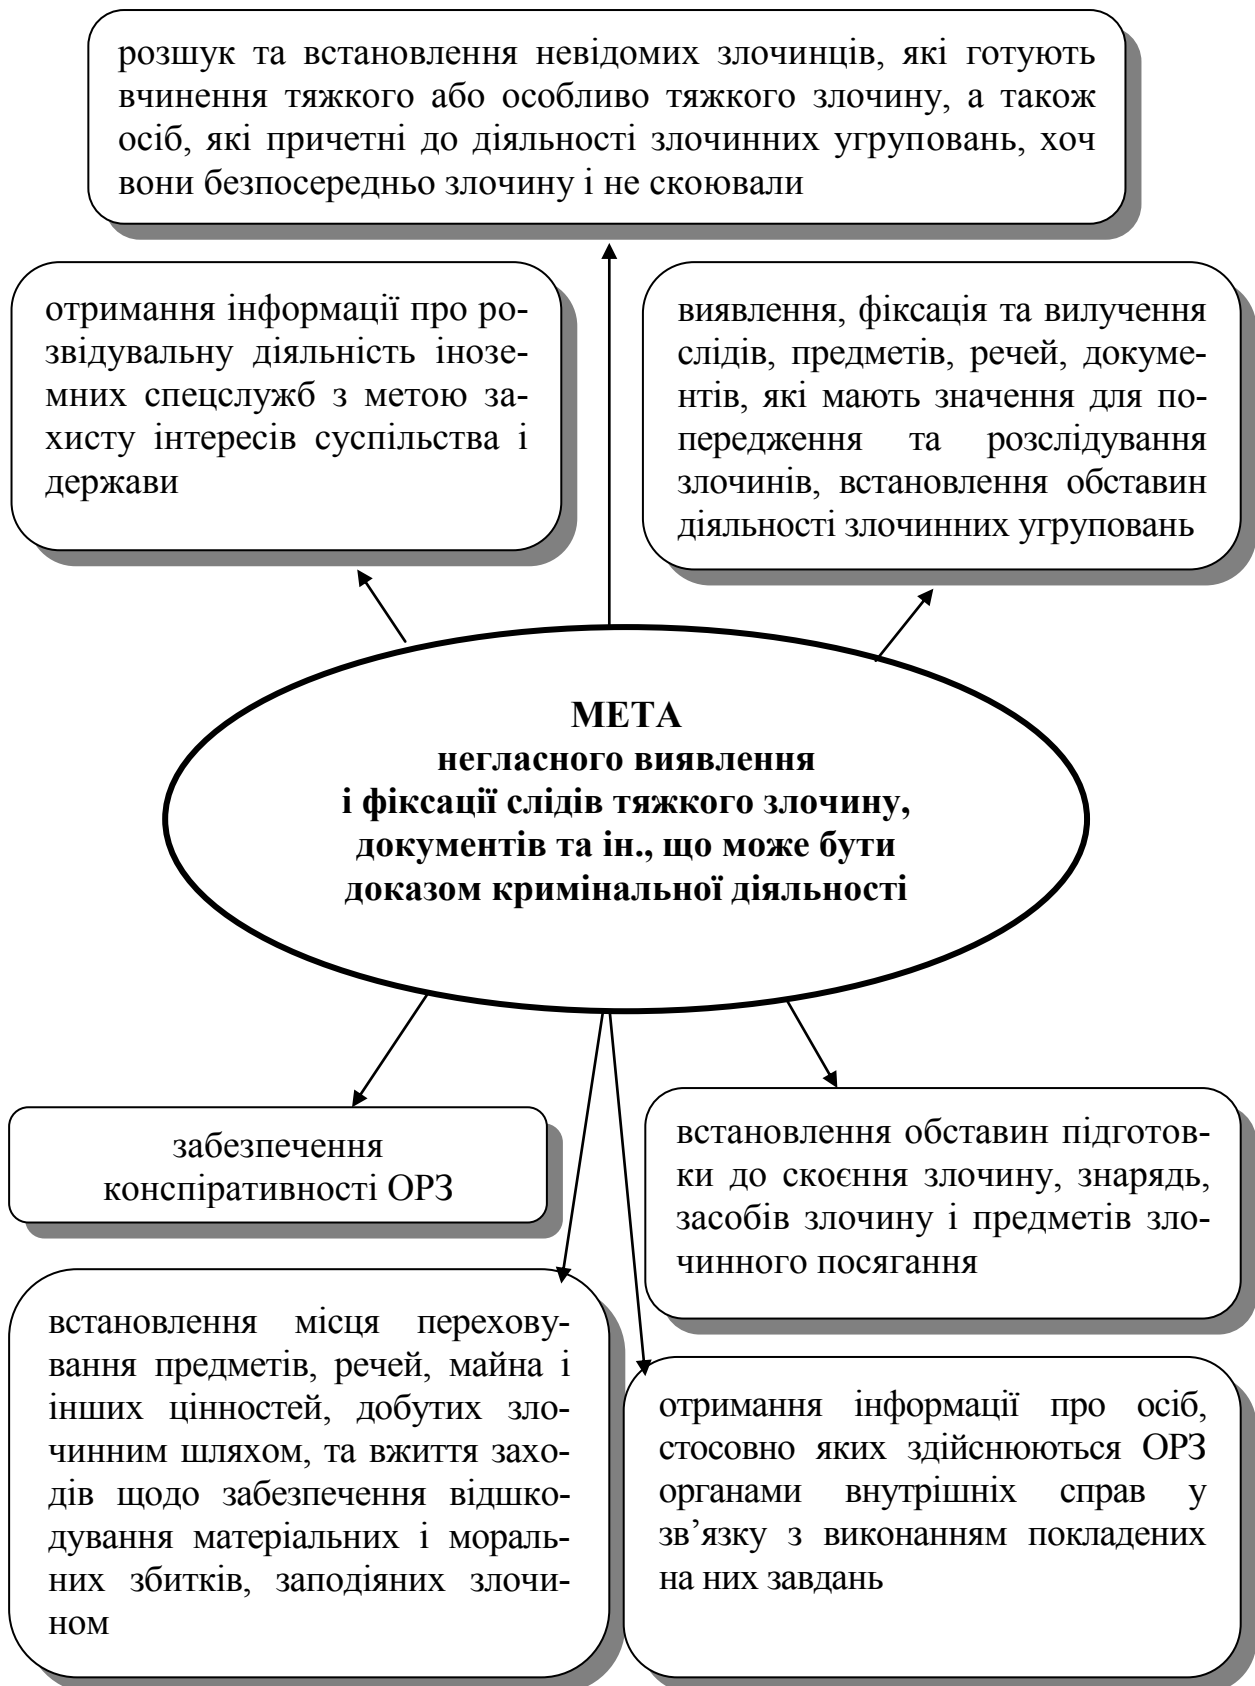 розшук та встановлення невідомих злочинців, які готують
вчинення тяжкого або особливо тяжкого злочину, а також
осіб, які причетні до діяльності злочинних угруповань, хоч
вони безпосередньо злочину і не скоювали
отримання інформації про ро-
звідувальну діяльність інозе-
мних спецслужб з метою за-
хисту інтересів суспільства і
держави
виявлення, фіксація та вилучення
слідів, предметів, речей, докуме-
нтів, які мають значення для по-
передження та розслідування
злочинів, встановлення обставин
діяльності злочинних угруповань
МЕТА
негласного виявлення
і фіксації слідів тяжкого злочину,
документів та ін., що може бути
доказом кримінальної діяльності
забезпечення
конспіративності ОРЗ
встановлення обставин підготов-
ки до скоєння злочину, знарядь,
засобів злочину і предметів зло-
чинного посягання
встановлення місця перехову-
вання предметів, речей, майна і
інших цінностей, добутих зло-
чинним шляхом, та вжиття захо-
дів щодо забезпечення відшко-
дування матеріальних і мораль-
них збитків, заподіяних злочи-
ном
отримання інформації про осіб,
стосовно яких здійснюються ОРЗ
органами внутрішніх справ у
зв’язку з виконанням покладених
на них завдань